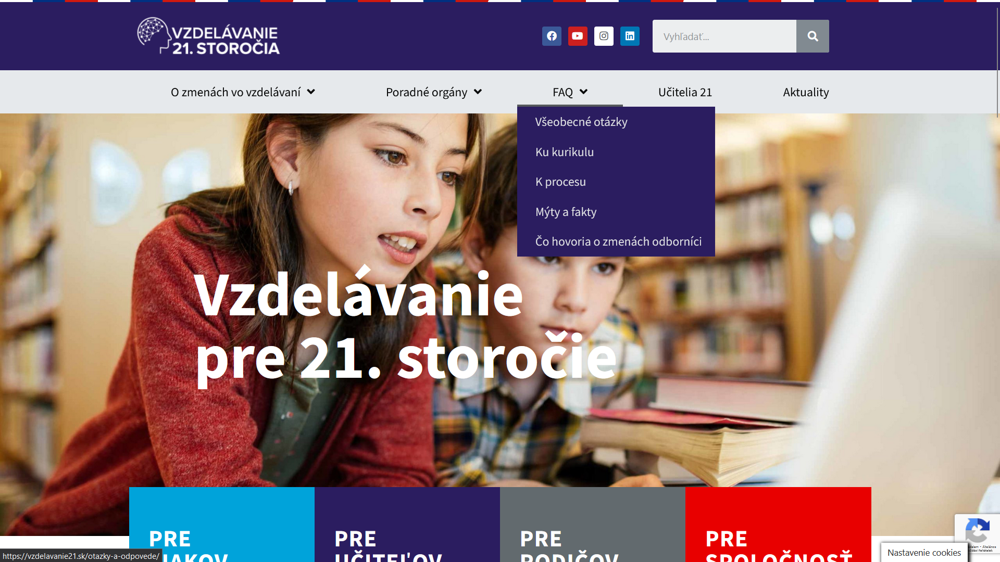 VZDELÁVANIE
21. STOROČIA
Vyhľadať...
O zmenách vo vzdelávaní
Poradné orgány
FAQ
Učitelia 21
Aktuality
Všeobecné otázky
Ku kurikulu
K procesu
Mýty a fakty
Čo hovoria o zmenách odborníci
Vzdelávanie
pre 21. storočie
PRE
PRE
UČITEĽOV
PRE
RODIČOV
PRE
SPOLOČNOSŤ
https://vzdelavanie21.sk/otazky-a-odpovede/
Nastavenie cookies